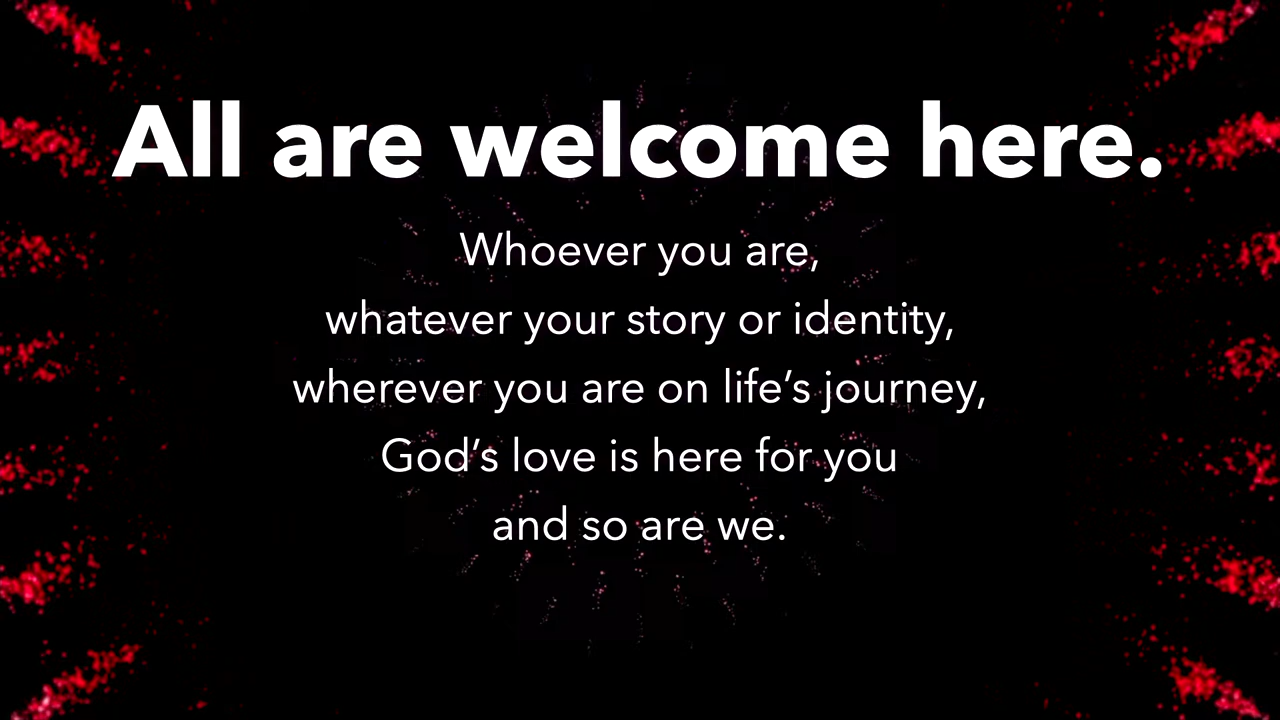 All are welcome here.
Whoever you are,
whatever your story or identity,
wherever you are on life’s journey,
God’s love is here for you
and so are we.